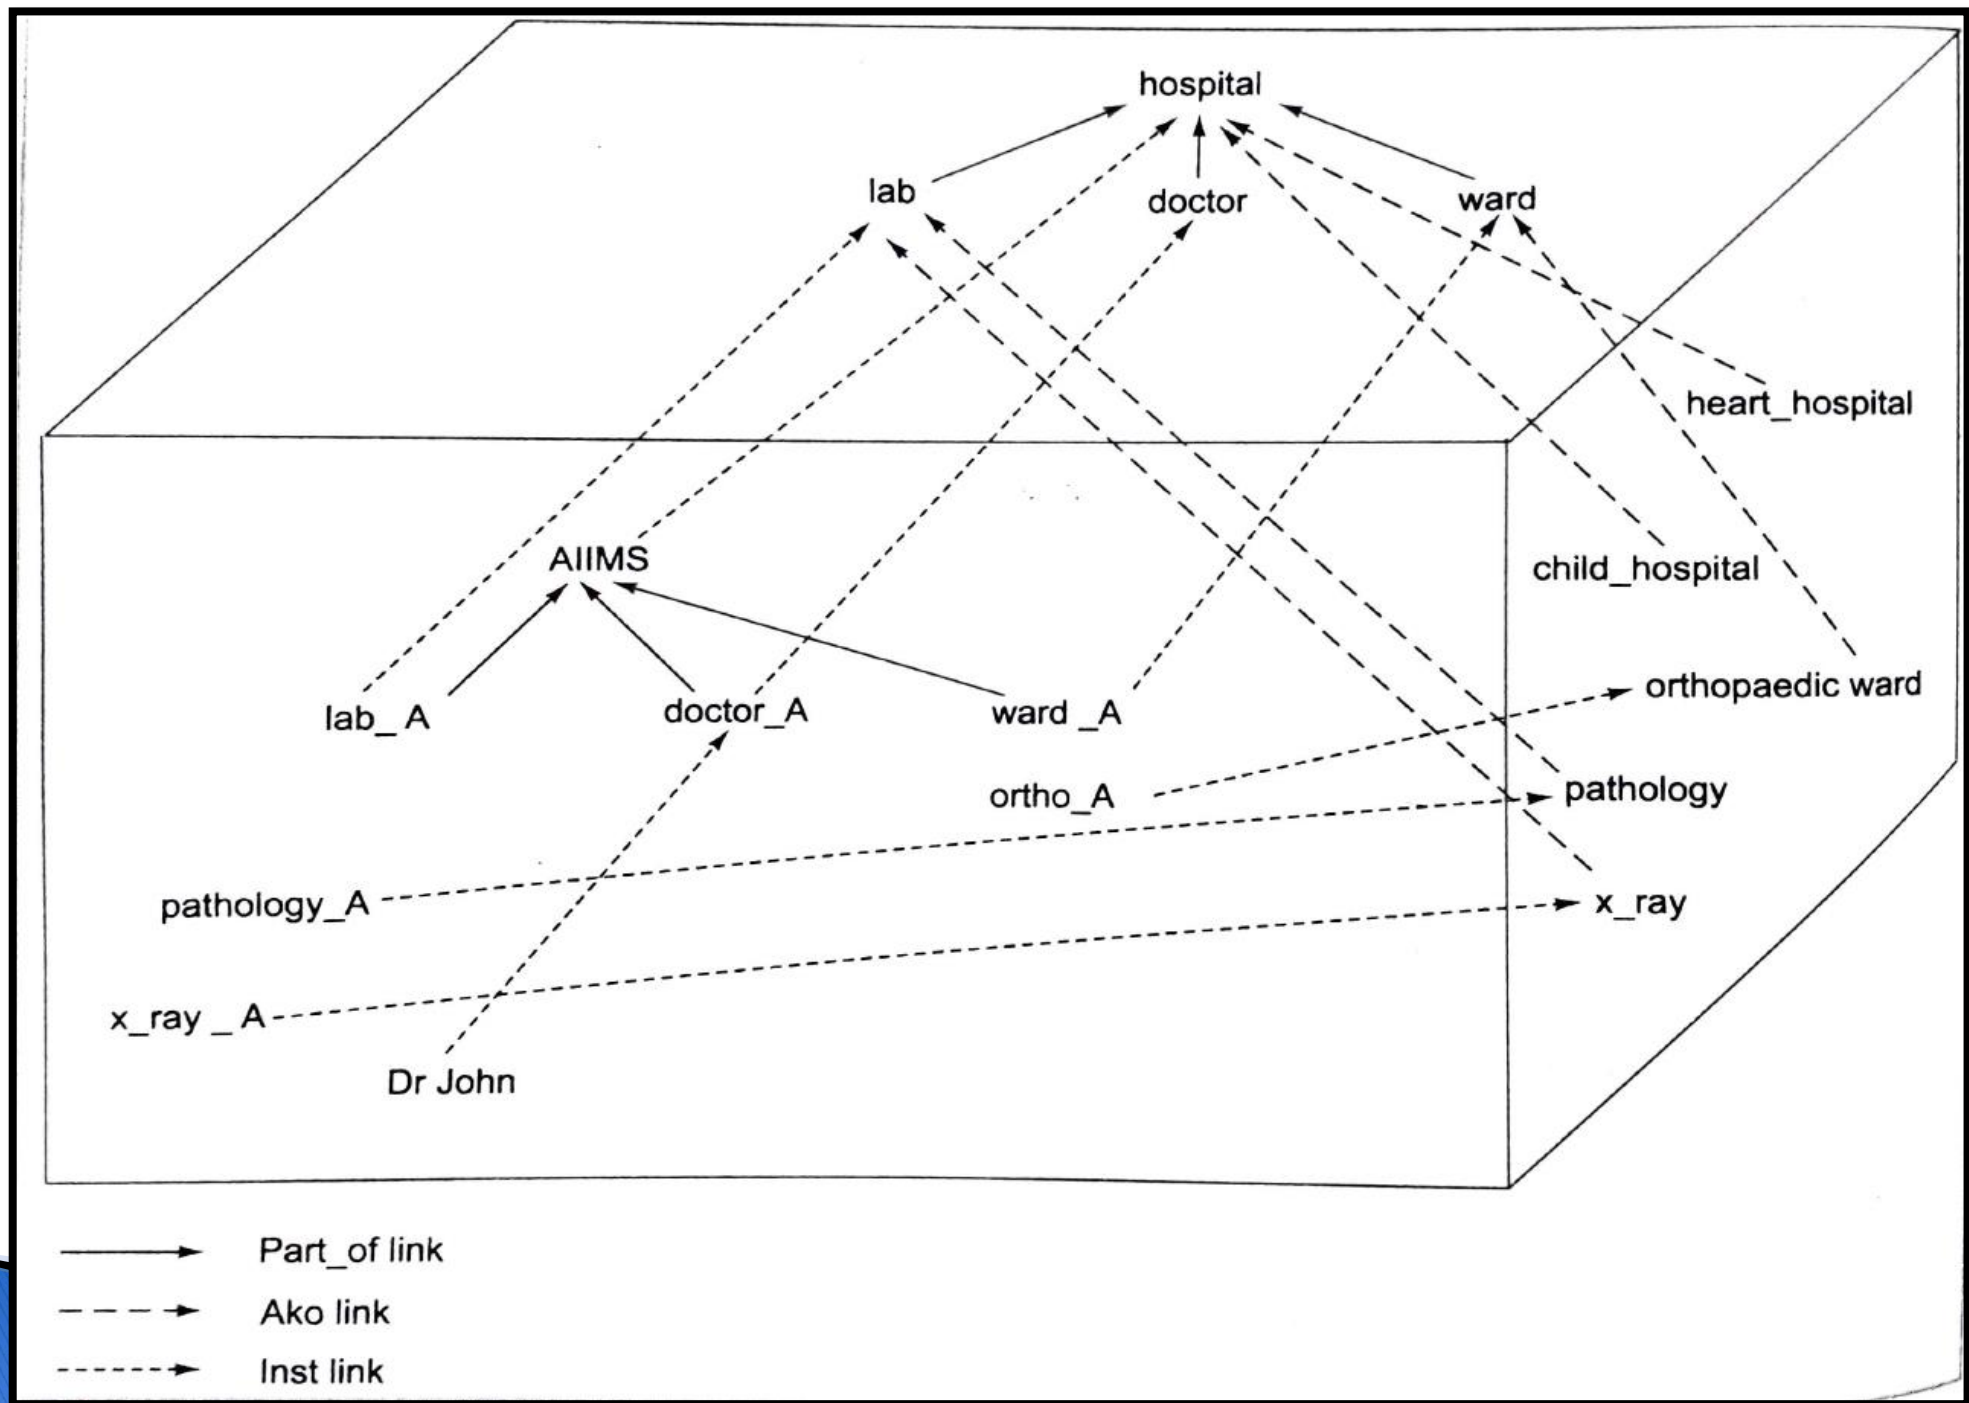 hospital
lab
doctor
ward
heart_hospital
AIIMS
child_hospital
orthopaedic ward
lab_ A
doctor_A
ward _A
ortho_A
pathology
pathology_A
x_ray
x_ray _ A
Dr John
Part_of link
Ako link
Inst link